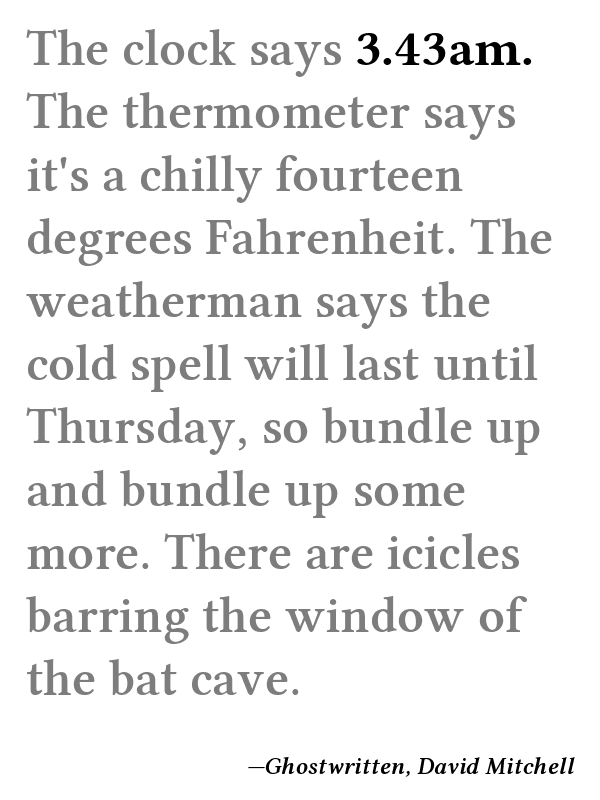 The clock says 3.43am.
The thermometer says
it's a chilly fourteen
degrees Fahrenheit. The
weatherman says the
cold spell will last until
Thursday, so bundle up
and bundle up some
more. There are icicles
barring the window of
the bat cave.
—Ghostwritten, David Mitchell